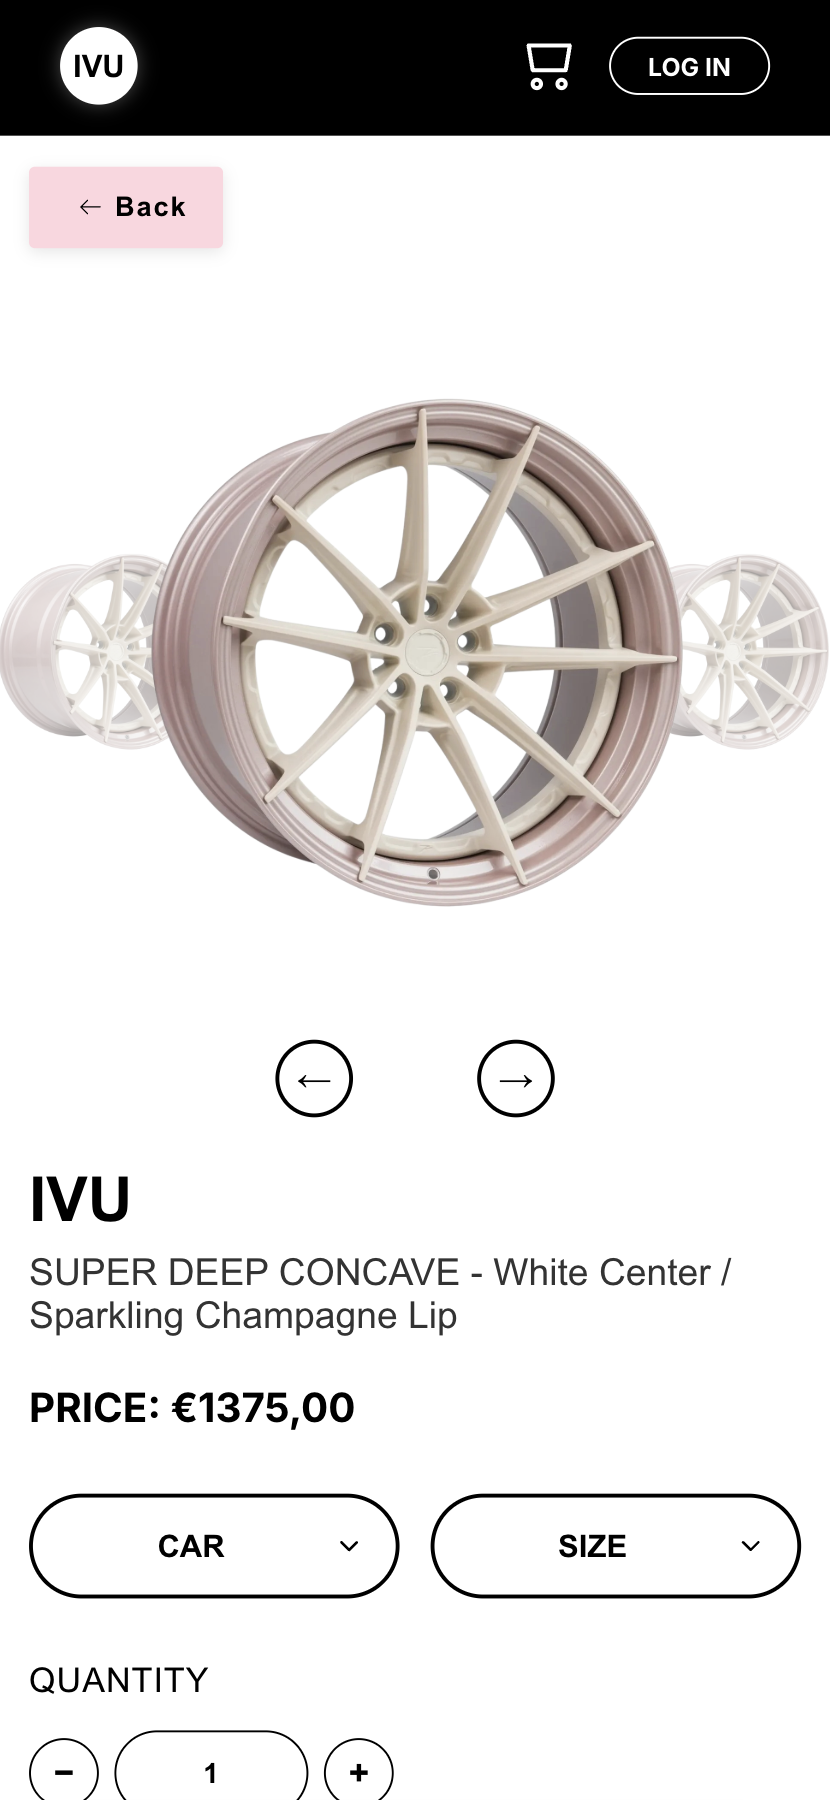 IVU
LOG IN
← Back
← →
IVU
SUPER DEEP CONCAVE - White Center /
Sparkling Champagne Lip
PRICE: €1375,00
CAR
SIZE
QUANTITY
− 1 +